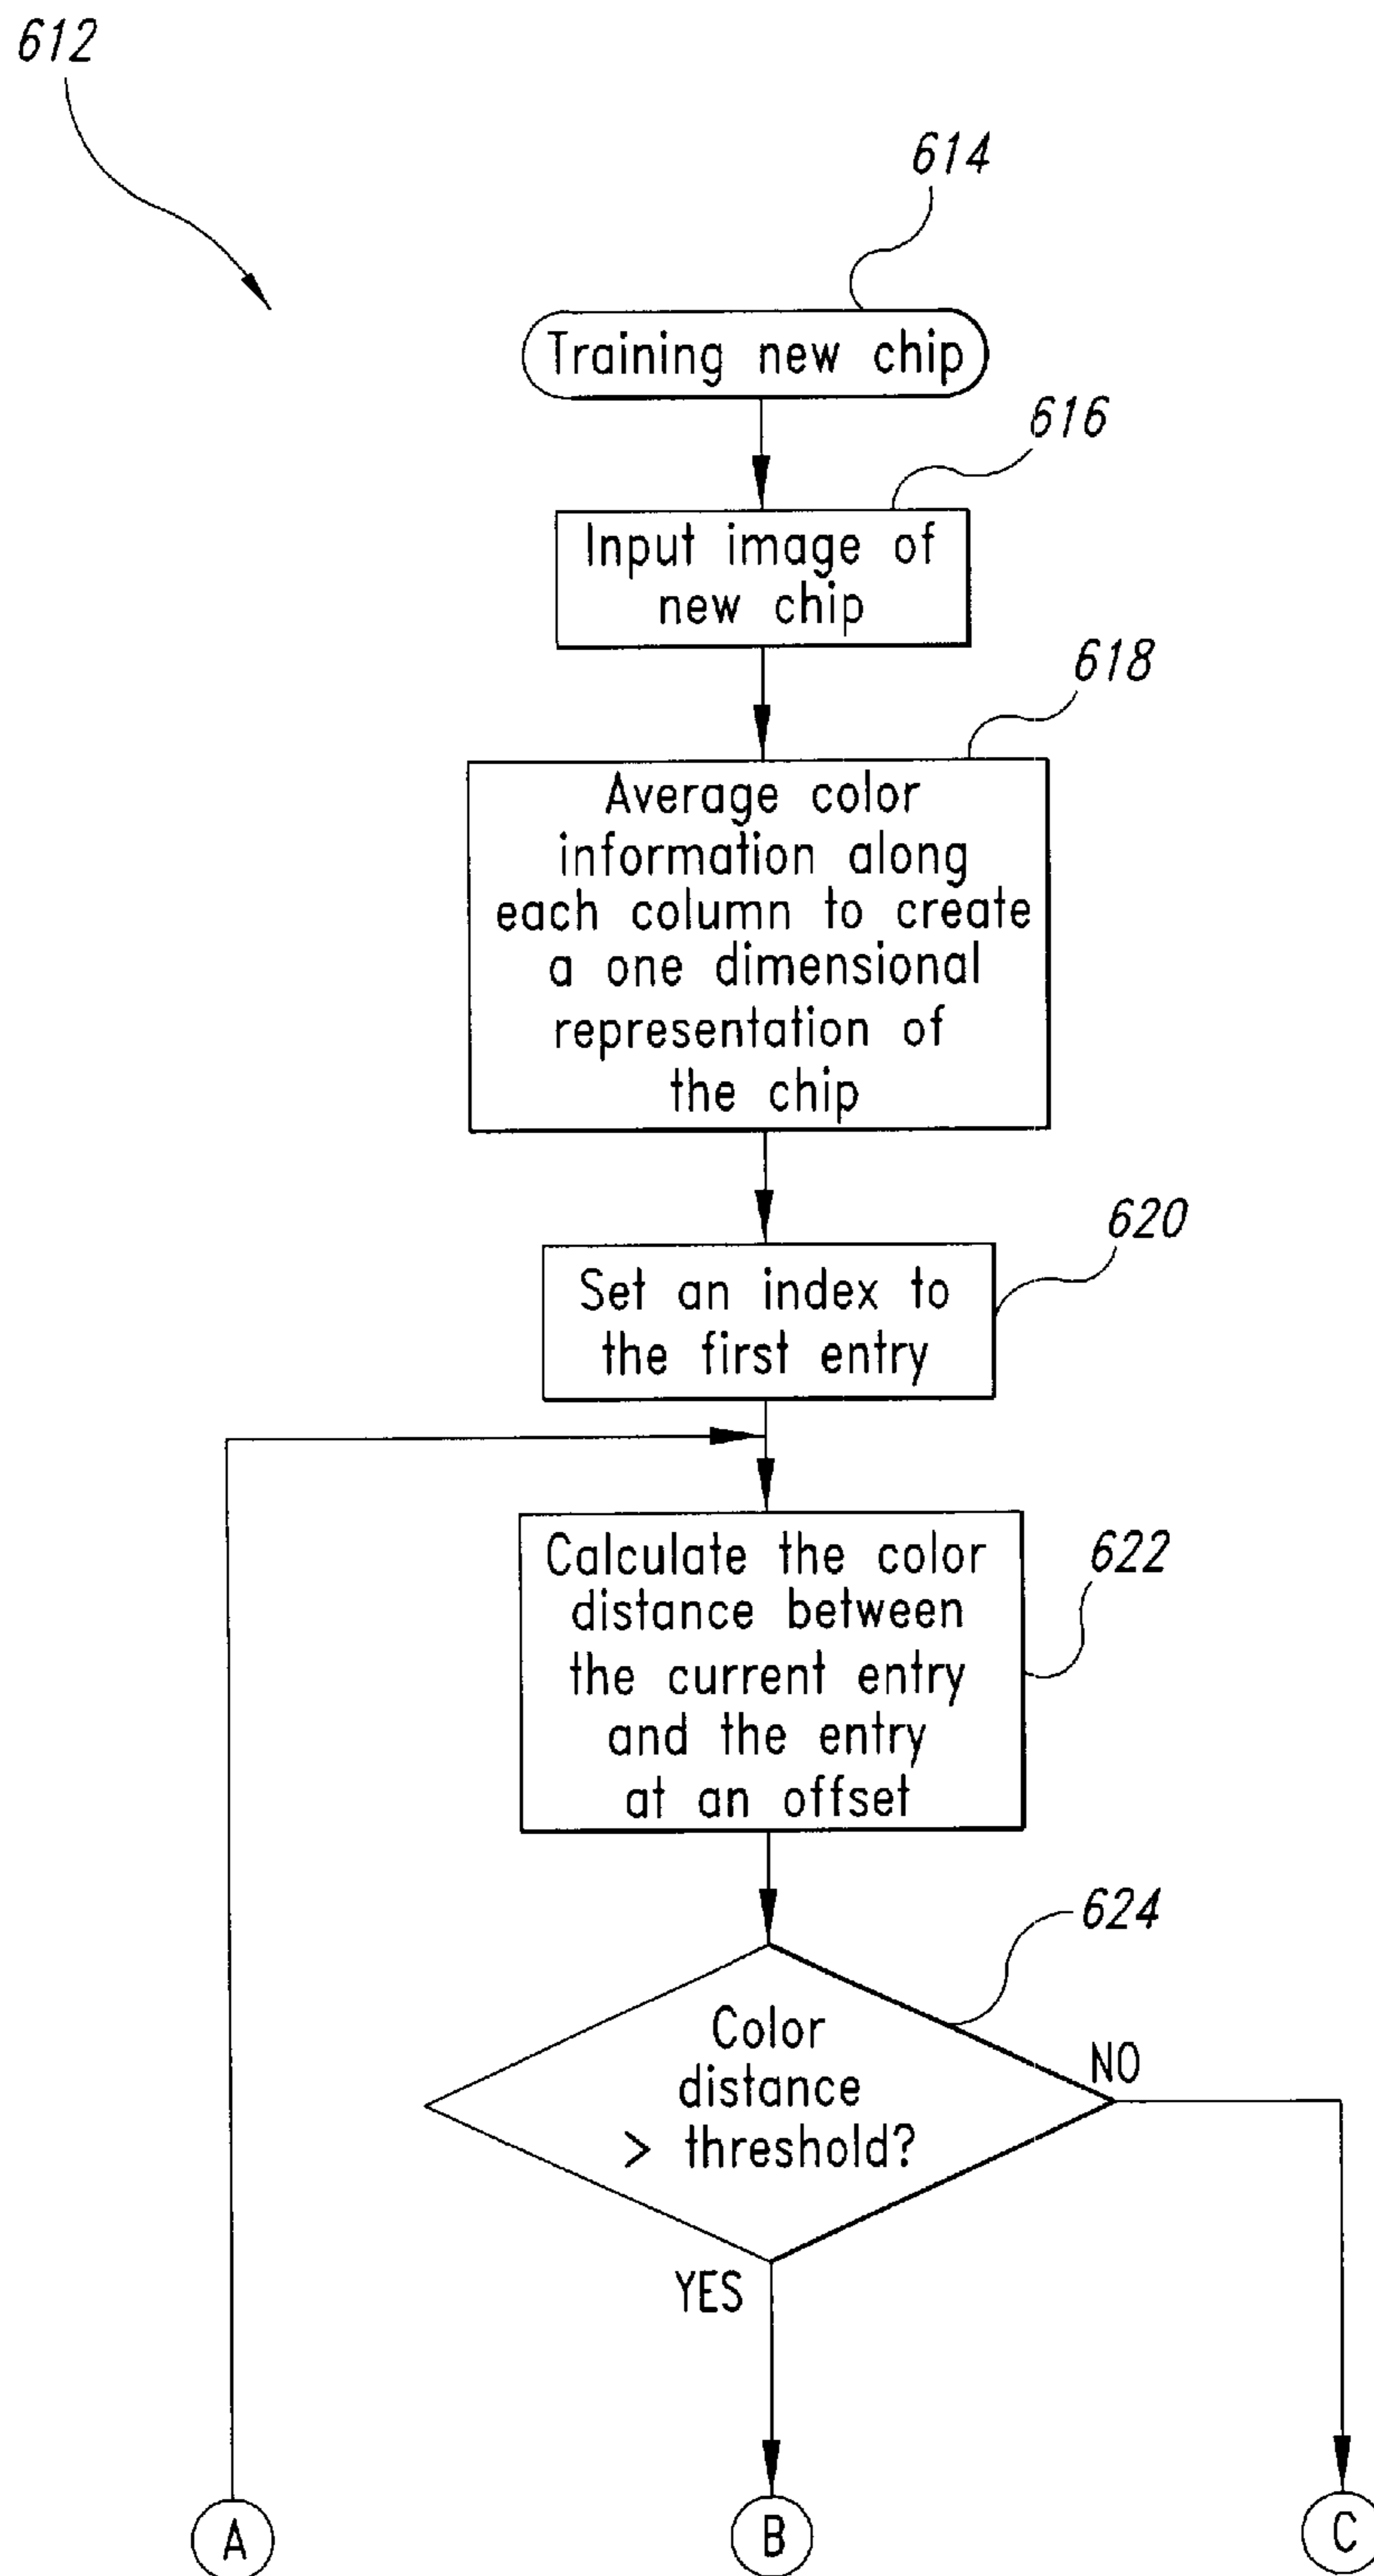 612
614
Training new chip
616
Input image of
new chip
618
Average color
information along
each column to create
a one dimensional
representation of
the chip
620
Set an index to
the first entry
622
Calculate the color
distance between
the current entry
and the entry
at an offset
624
Color
distance
> threshold?
NO
YES
A
B
C